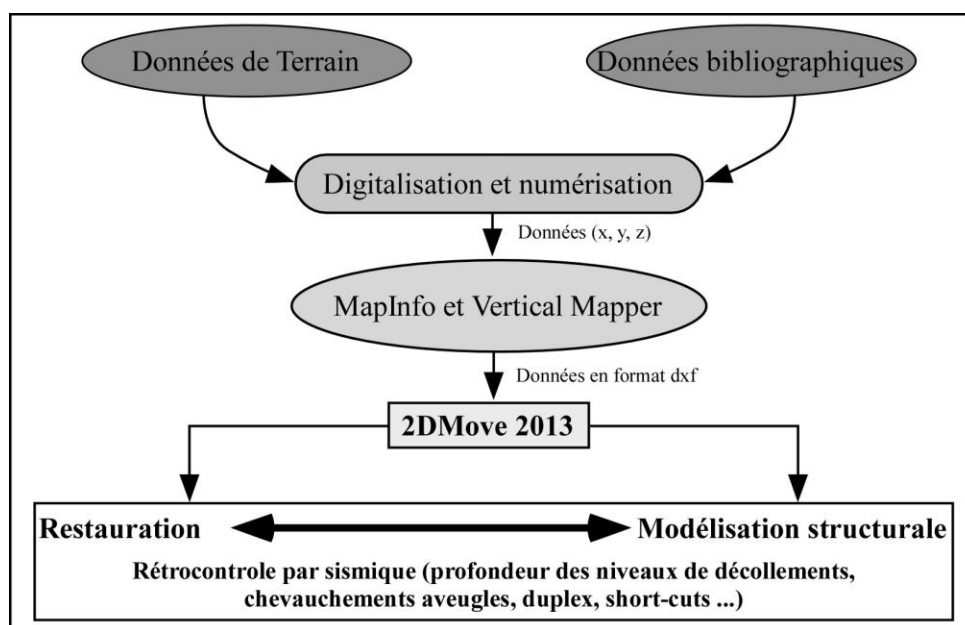 Données de Terrain
Données bibliographiques
Digitalisation et numérisation
Données (x, y, z)
MapInfo et Vertical Mapper
Données en format dxf
2DMove 2013
Restauration
Modélisation structurale
Rétrocontrole par sismique (profondeur des niveaux de décollements,
chevauchements aveugles, duplex, short-cuts ...)